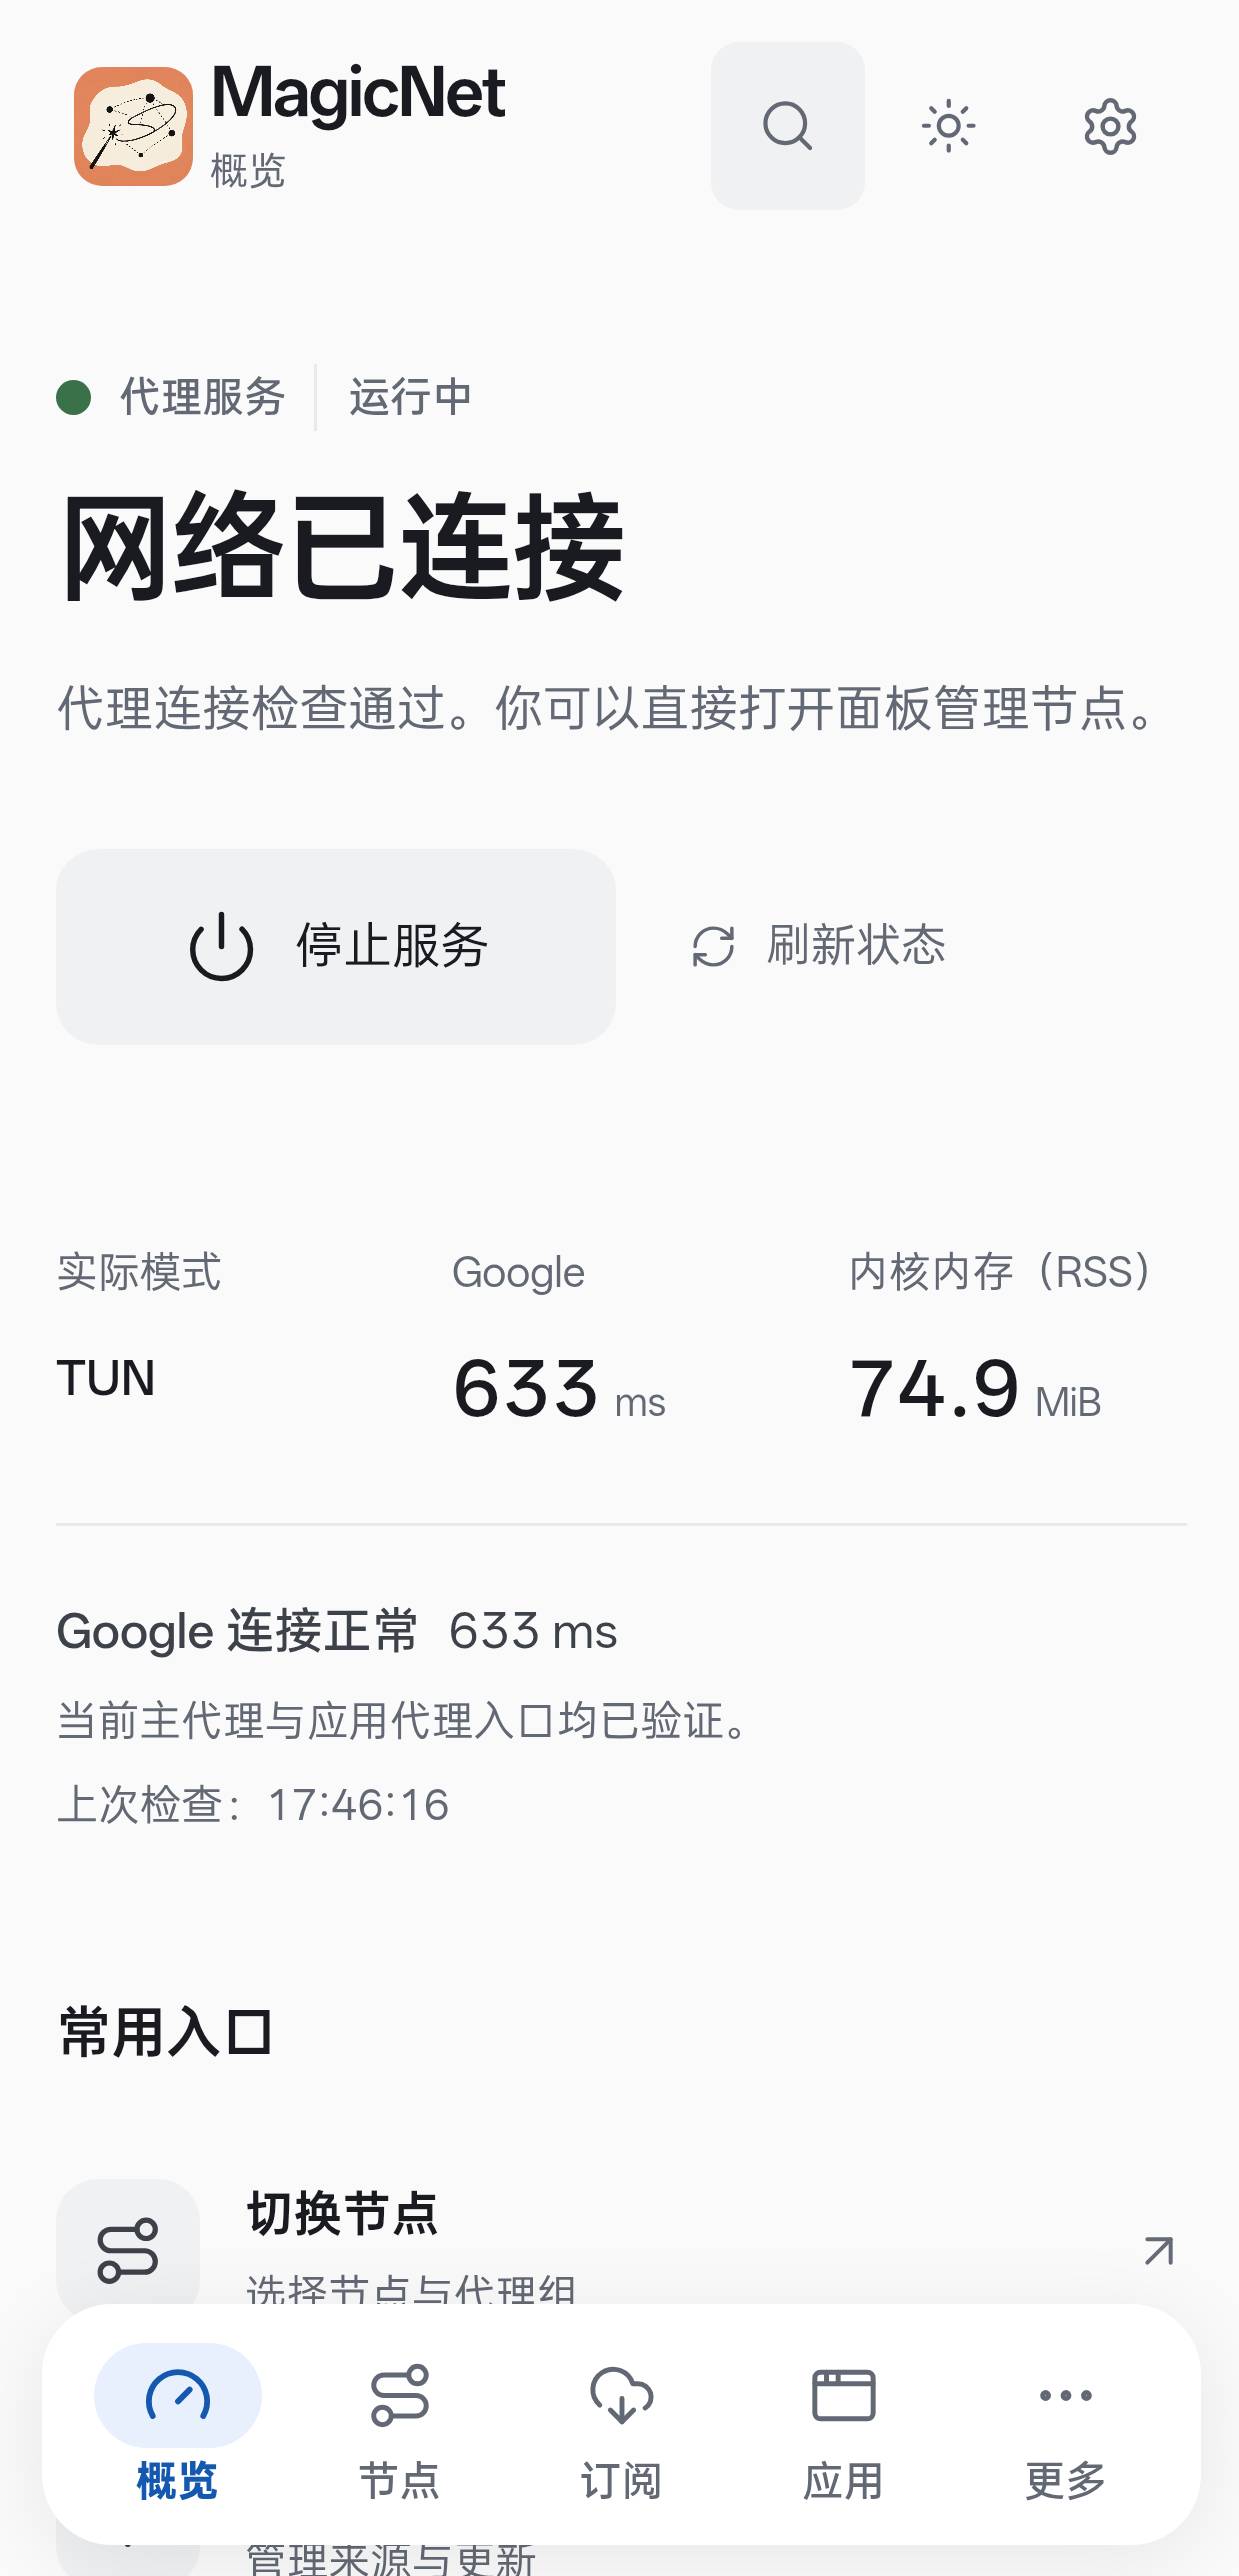 MagicNet
概览
代理服务 运行中
网络已连接
代理连接检查通过。你可以直接打开面板管理节点。
停止服务 刷新状态
实际模式 Google 内核内存（RSS）
TUN 633 ms 74.9 MiB
Google 连接正常 633 ms
当前主代理与应用代理入口均已验证。
上次检查：17:46:16
常用入口
切换节点
选择节点与代理组
概览 节点 订阅 应用 更多
管理来源与更新